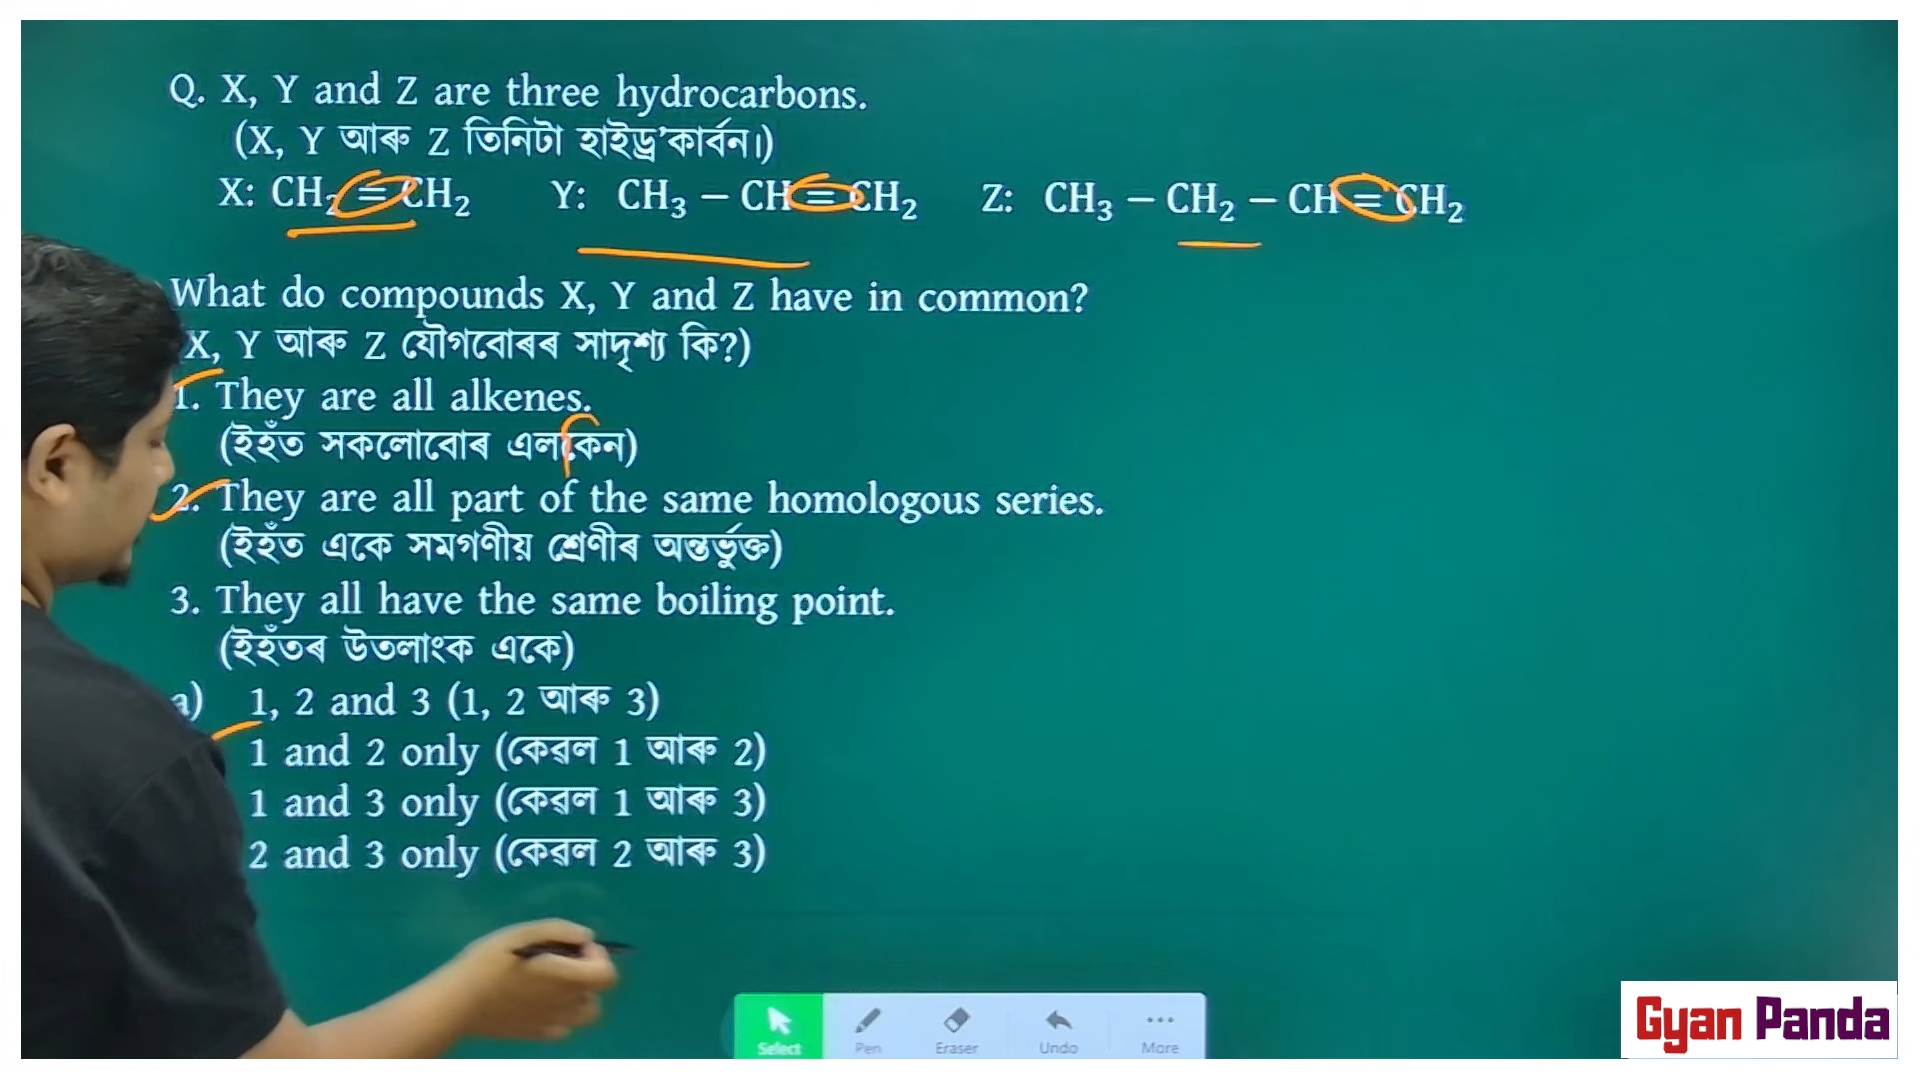 Q. X, Y and Z are three hydrocarbons.
(X, Y আৰু Z তিনিটা হাইড্ৰ'কাৰ্বন।)
X: CH₂ = CH₂ Y: CH₃ − CH = CH₂ Z: CH₃ − CH₂ − CH = CH₂
What do compounds X, Y and Z have in common?
X, Y আৰু Z যৌগবোৰৰ সাদৃশ্য কি?)
1. They are all alkenes.
(ইহঁত সকলোবোৰ এলকেন)
2. They are all part of the same homologous series.
(ইহঁত একে সমগণীয় শ্ৰেণীৰ অন্তৰ্ভুক্ত)
3. They all have the same boiling point.
(ইহঁতৰ উতলাংক একে)
a) 1, 2 and 3 (1, 2 আৰু 3)
1 and 2 only (কেৱল 1 আৰু 2)
1 and 3 only (কেৱল 1 আৰু 3)
2 and 3 only (কেৱল 2 আৰু 3)
Select Pen Eraser Undo More
Gyan Panda